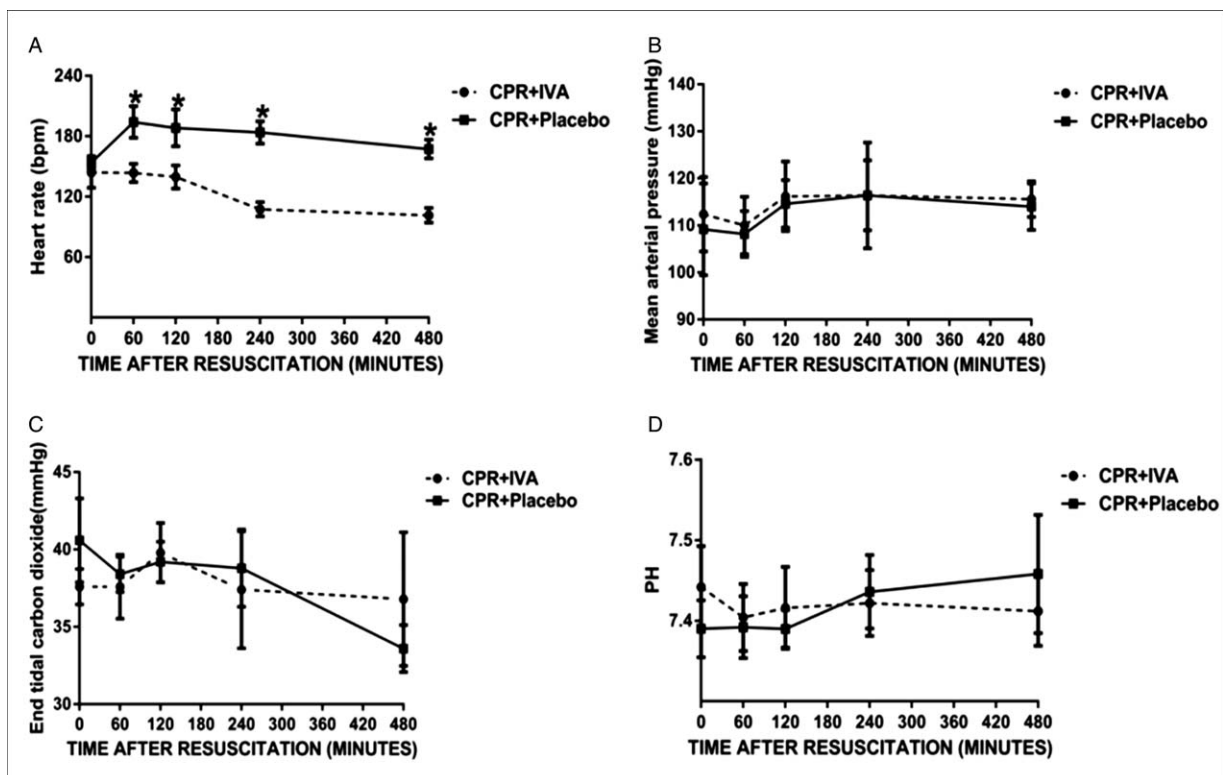 A
Heart rate (bpm)
240
180
120
60
* * * *
CPR+IVA
CPR+Placebo
0 60 120 180 240 300 360 420 480
TIME AFTER RESUSCITATION (MINUTES)
B
Mean arterial pressure (mmHg)
140
130
120
110
100
90
CPR+IVA
CPR+Placebo
0 60 120 180 240 300 360 420 480
TIME AFTER RESUSCITATION (MINUTES)
C
End tidal carbon dioxide(mmHg)
45
40
35
30
CPR+IVA
CPR+Placebo
0 60 120 180 240 300 360 420 480
TIME AFTER RESUSCITATION (MINUTES)
D
PH
7.6
7.5
7.4
CPR+IVA
CPR+Placebo
0 60 120 180 240 300 360 420 480
TIME AFTER RESUSCITATION (MINUTES)